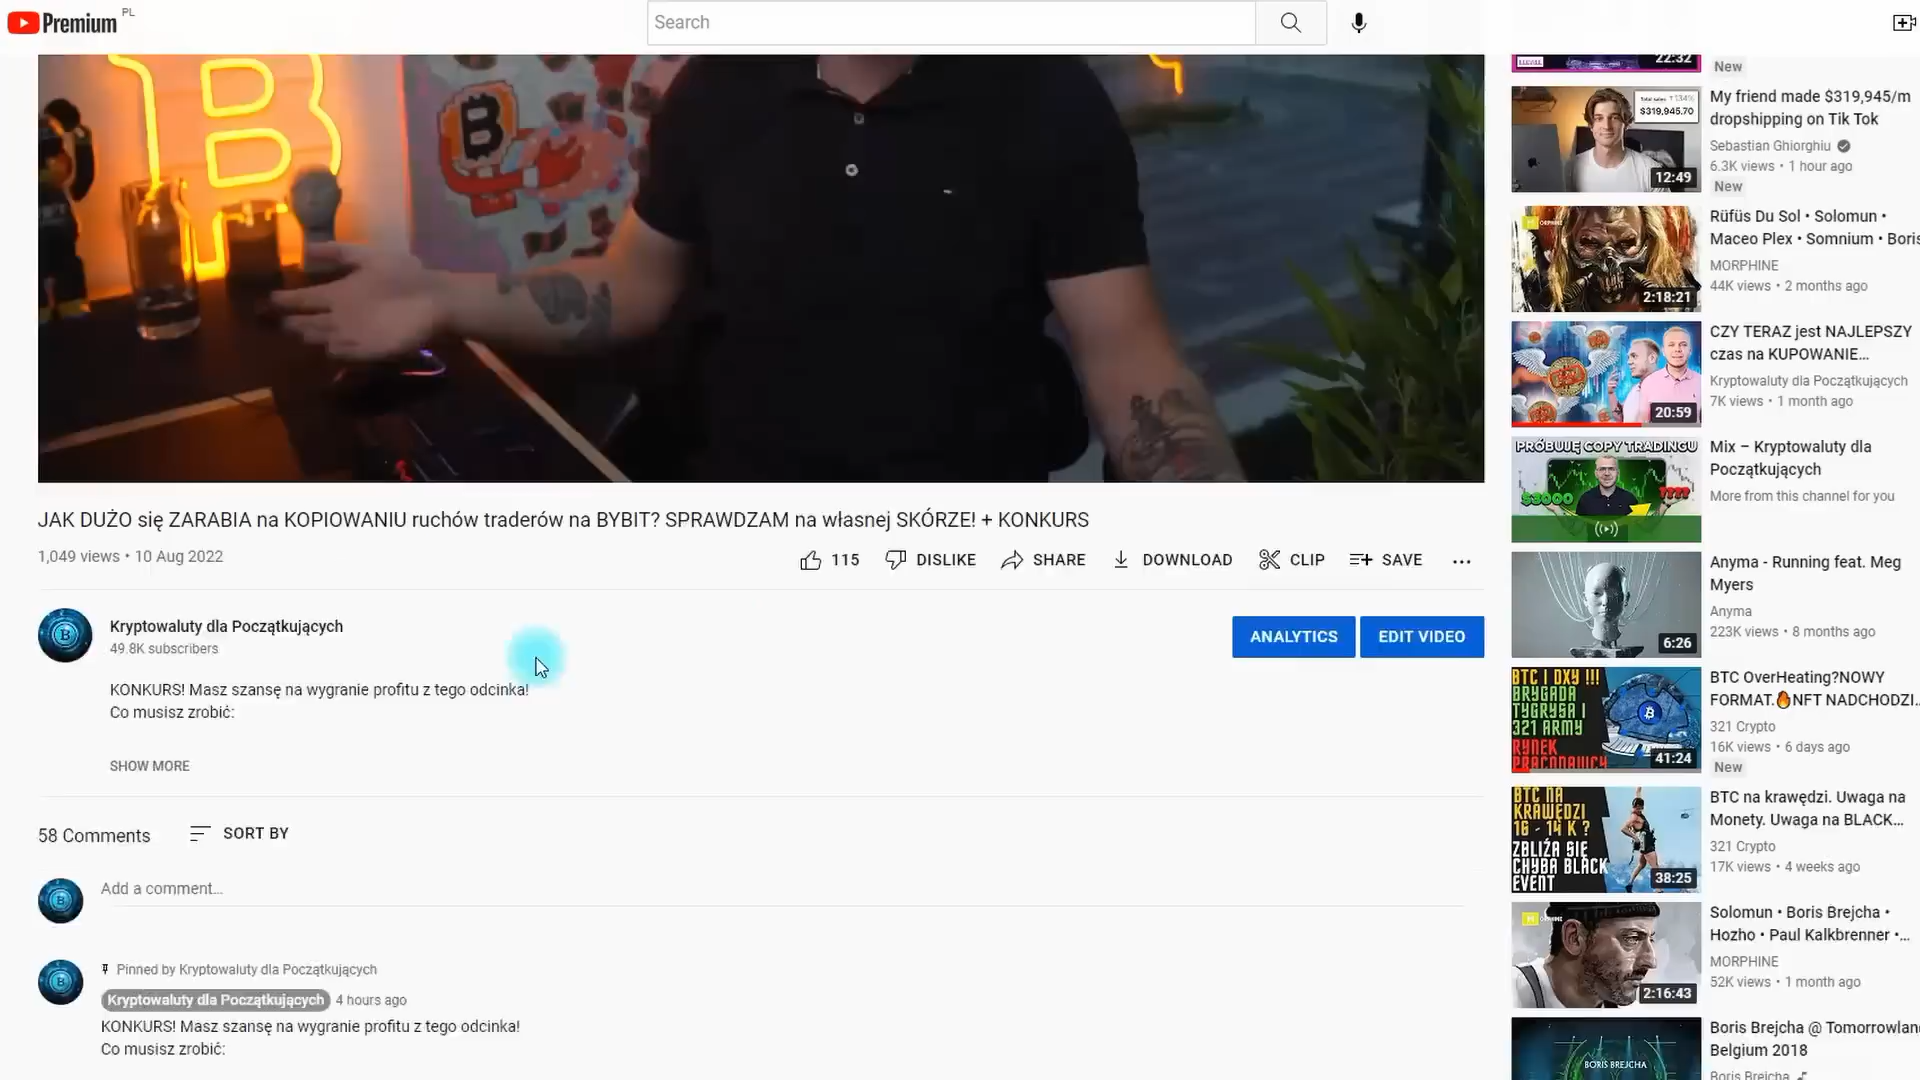 Premium PL
Search
22:32
New
My friend made $319,945/m
dropshipping on Tik Tok
Sebastian Ghiorghiu
6.3K views • 1 hour ago
New
$319,945.70
12:49
Rüfüs Du Sol • Solomun •
Maceo Plex • Somnium • Boris
MORPHINE
44K views • 2 months ago
2:18:21
CZY TERAZ jest NAJLEPSZY
czas na KUPOWANIE...
Kryptowaluty dla Początkujących
7K views • 1 month ago
20:59
PRÓBUJĘ COPY TRADINGU
$3000
????
Mix – Kryptowaluty dla
Początkujących
More from this channel for you
Anyma - Running feat. Meg
Myers
Anyma
223K views • 8 months ago
6:26
BTC I DXY !!!
BRYGADA
TYGRYSA I
321 ARMY
RYNEK
PRACODAWCY
41:24
BTC OverHeating?NOWY
FORMAT.🔥NFT NADCHODZI..
321 Crypto
16K views • 6 days ago
New
BTC NA
KRAWĘDZI
16 - 14 K ?
ZBLIŻA SIĘ
CHYBA BLACK
EVENT
38:25
BTC na krawędzi. Uwaga na
Monety. Uwaga na BLACK...
321 Crypto
17K views • 4 weeks ago
2:16:43
Solomun • Boris Brejcha •
Hozho • Paul Kalkbrenner •...
MORPHINE
52K views • 1 month ago
BORIS BREJCHA
Boris Brejcha @ Tomorrowlan
Belgium 2018
Boris Brejcha
JAK DUŻO się ZARABIA na KOPIOWANIU ruchów traderów na BYBIT? SPRAWDZAM na własnej SKÓRZE! + KONKURS
1,049 views • 10 Aug 2022
115 DISLIKE SHARE DOWNLOAD CLIP SAVE ...
Kryptowaluty dla Początkujących
49.8K subscribers
ANALYTICS EDIT VIDEO
KONKURS! Masz szansę na wygranie profitu z tego odcinka!
Co musisz zrobić:
SHOW MORE
58 Comments SORT BY
Add a comment...
Pinned by Kryptowaluty dla Początkujących
Kryptowaluty dla Początkujących 4 hours ago
KONKURS! Masz szansę na wygranie profitu z tego odcinka!
Co musisz zrobić: